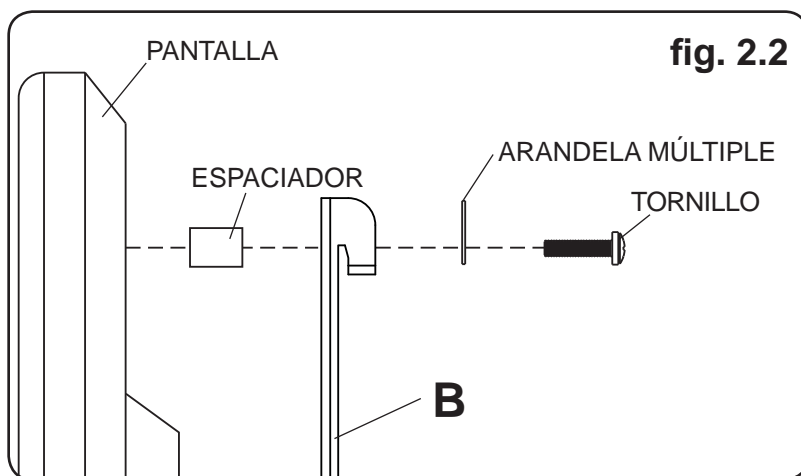 fig. 2.2
PANTALLA
ARANDELA MÚLTIPLE
ESPACIADOR
TORNILLO
B